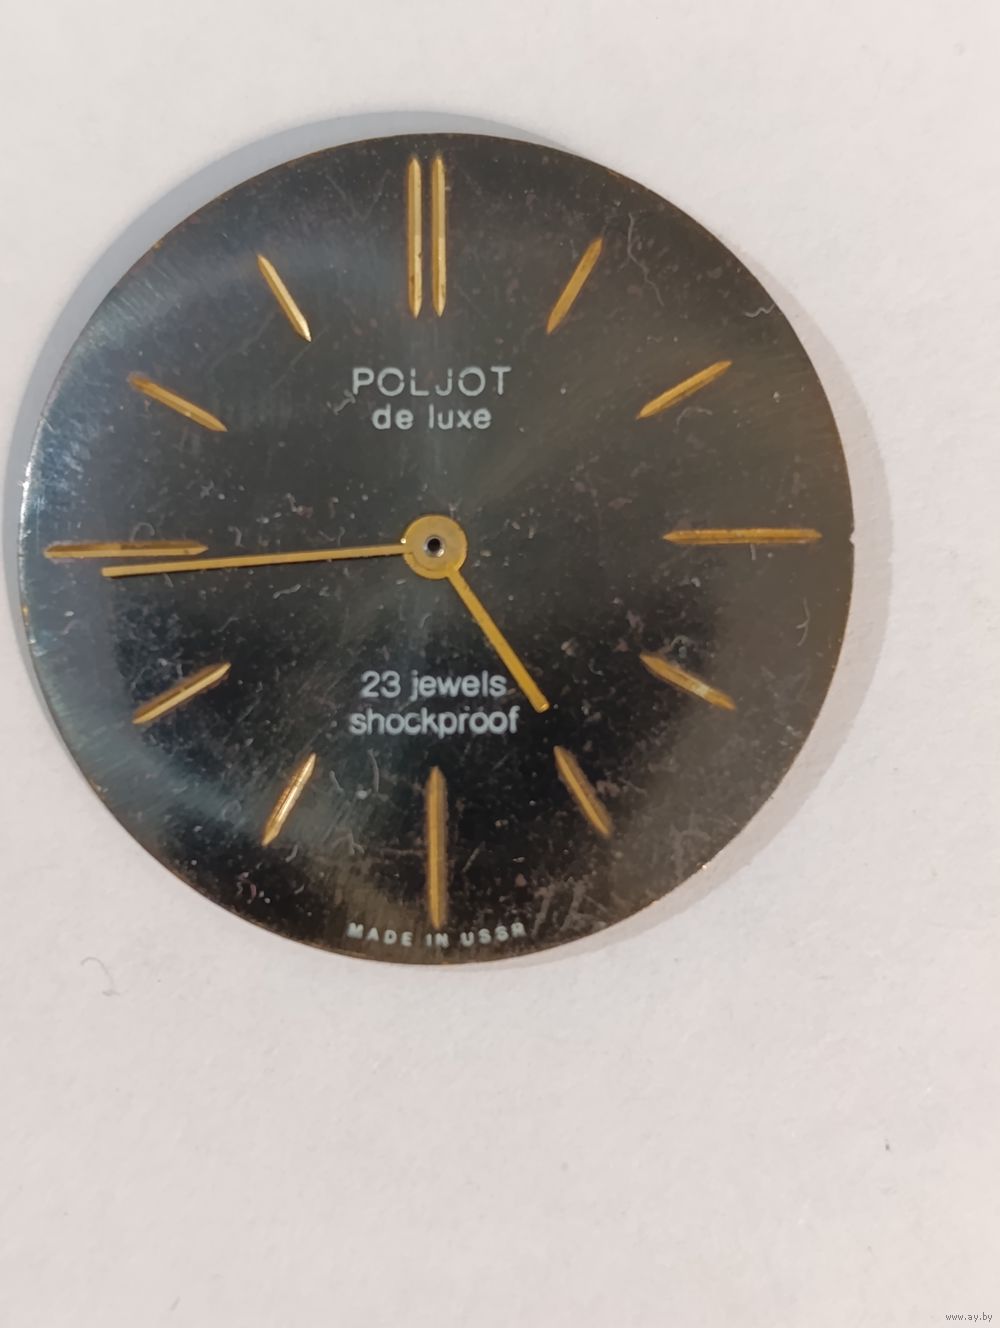 POLJOT
de luxe
23 jewels
shockproof
MADE IN USSR
www.ay.by